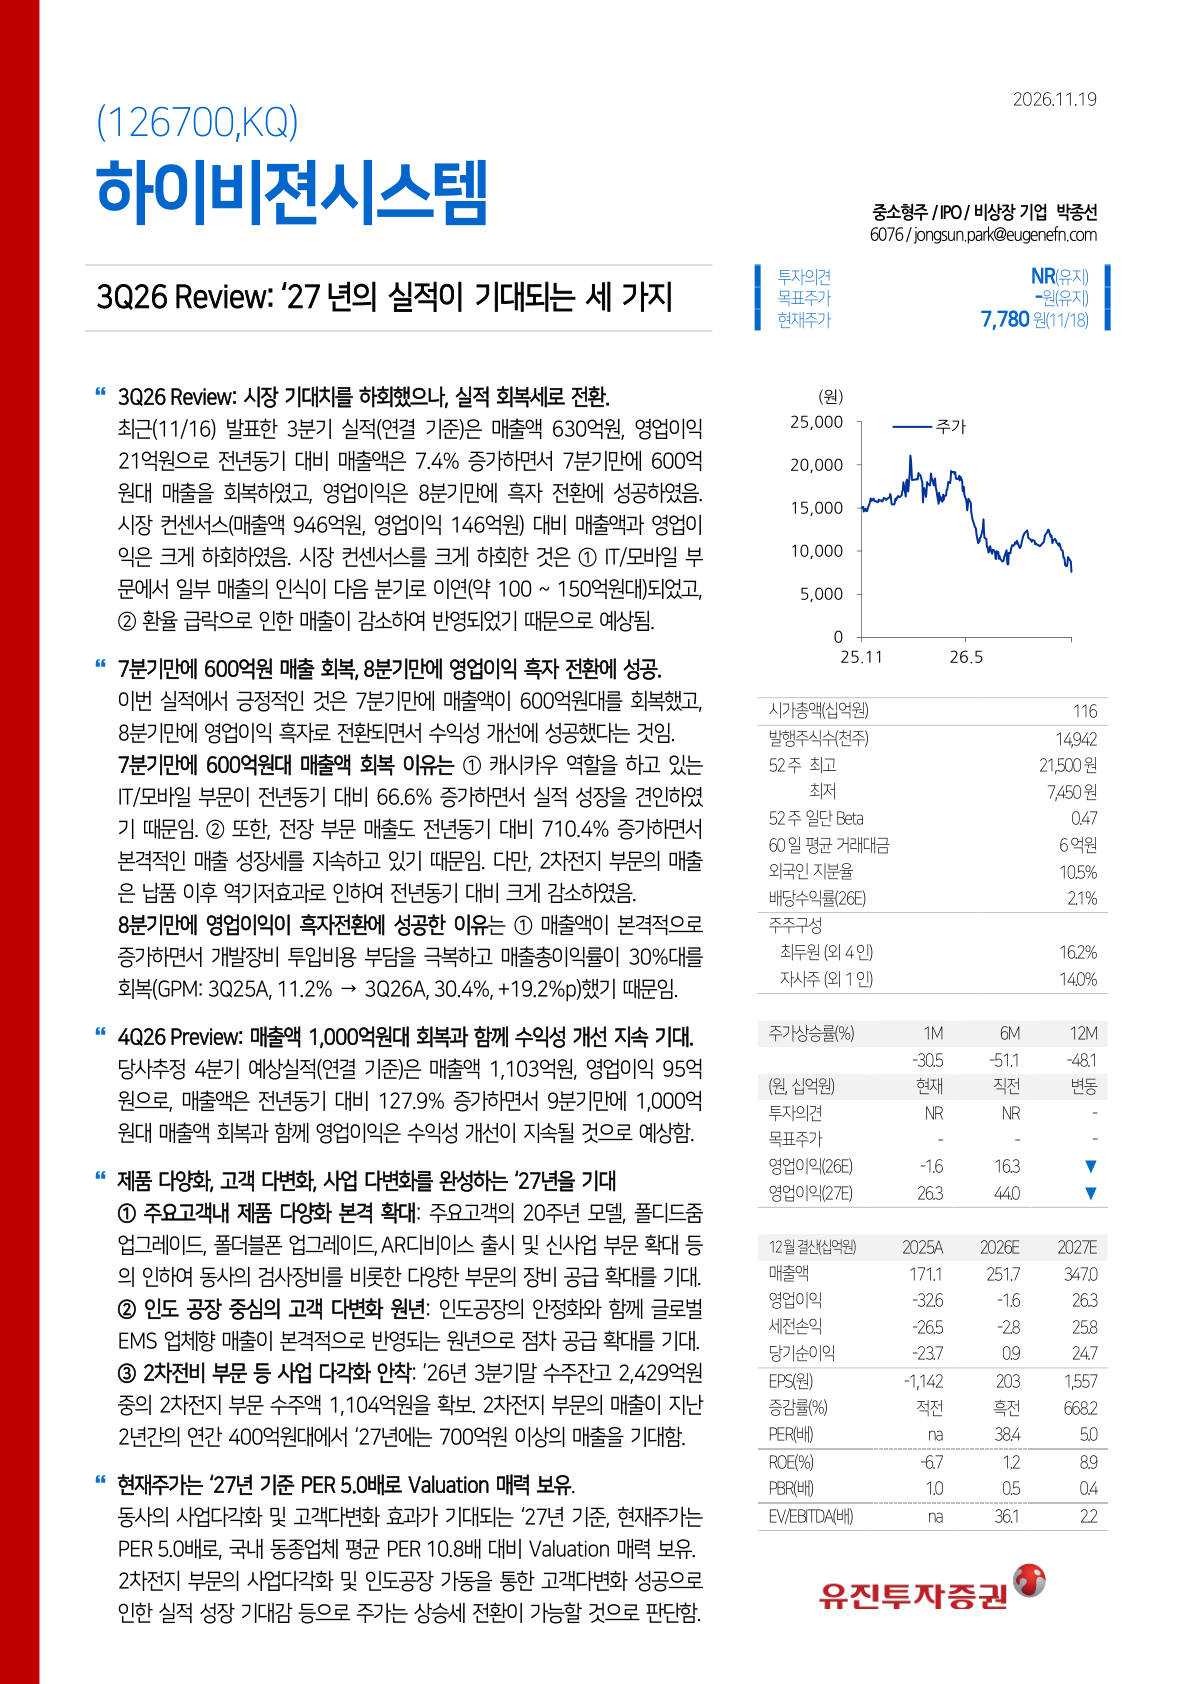 2026.11.19
(126700,KQ)
하이비젼시스템
중소형주 / IPO / 비상장 기업 박종선
6076 / jongsun.park@eugenefn.com
3Q26 Review: ‘27년의 실적이 기대되는 세 가지
투자의견 NR(유지)
목표주가 -원(유지)
현재주가 7,780 원(11/18)
“ 3Q26 Review: 시장 기대치를 하회했으나, 실적 회복세로 전환.
최근(11/16) 발표한 3분기 실적(연결 기준)은 매출액 630억원, 영업이익
21억원으로 전년동기 대비 매출액은 7.4% 증가하면서 7분기만에 600억
원대 매출을 회복하였고, 영업이익은 8분기만에 흑자 전환에 성공하였음.
시장 컨센서스(매출액 946억원, 영업이익 146억원) 대비 매출액과 영업이
익은 크게 하회하였음. 시장 컨센서스를 크게 하회한 것은 ① IT/모바일 부
문에서 일부 매출의 인식이 다음 분기로 이연(약 100 ~ 150억원대)되었고,
② 환율 급락으로 인한 매출이 감소하여 반영되었기 때문으로 예상됨.
“ 7분기만에 600억원 매출 회복, 8분기만에 영업이익 흑자 전환에 성공.
이번 실적에서 긍정적인 것은 7분기만에 매출액이 600억원대를 회복했고,
8분기만에 영업이익 흑자로 전환되면서 수익성 개선에 성공했다는 것임.
7분기만에 600억원대 매출액 회복 이유는 ① 캐시카우 역할을 하고 있는
IT/모바일 부문이 전년동기 대비 66.6% 증가하면서 실적 성장을 견인하였
기 때문임. ② 또한, 전장 부문 매출도 전년동기 대비 710.4% 증가하면서
본격적인 매출 성장세를 지속하고 있기 때문임. 다만, 2차전지 부문의 매출
은 납품 이후 역기저효과로 인하여 전년동기 대비 크게 감소하였음.
8분기만에 영업이익이 흑자전환에 성공한 이유는 ① 매출액이 본격적으로
증가하면서 개발장비 투입비용 부담을 극복하고 매출총이익률이 30%대를
회복(GPM: 3Q25A, 11.2% → 3Q26A, 30.4%, +19.2%p)했기 때문임.
“ 4Q26 Preview: 매출액 1,000억원대 회복과 함께 수익성 개선 지속 기대.
당사추정 4분기 예상실적(연결 기준)은 매출액 1,103억원, 영업이익 95억
원으로, 매출액은 전년동기 대비 127.9% 증가하면서 9분기만에 1,000억
원대 매출액 회복과 함께 영업이익은 수익성 개선이 지속될 것으로 예상함.
“ 제품 다양화, 고객 다변화, 사업 다변화를 완성하는 ‘27년을 기대
① 주요고객내 제품 다양화 본격 확대: 주요고객의 20주년 모델, 폴디드줌
업그레이드, 폴더블폰 업그레이드, AR디비이스 출시 및 신사업 부문 확대 등
의 인하여 동사의 검사장비를 비롯한 다양한 부문의 장비 공급 확대를 기대.
② 인도 공장 중심의 고객 다변화 원년: 인도공장의 안정화와 함께 글로벌
EMS 업체향 매출이 본격적으로 반영되는 원년으로 점차 공급 확대를 기대.
③ 2차전비 부문 등 사업 다각화 안착: ‘26년 3분기말 수주잔고 2,429억원
중의 2차전지 부문 수주액 1,104억원을 확보. 2차전지 부문의 매출이 지난
2년간의 연간 400억원대에서 ‘27년에는 700억원 이상의 매출을 기대함.
“ 현재주가는 ‘27년 기준 PER 5.0배로 Valuation 매력 보유.
동사의 사업다각화 및 고객다변화 효과가 기대되는 ‘27년 기준, 현재주가는
PER 5.0배로, 국내 동종업체 평균 PER 10.8배 대비 Valuation 매력 보유.
2차전지 부문의 사업다각화 및 인도공장 가동을 통한 고객다변화 성공으로
인한 실적 성장 기대감 등으로 주가는 상승세 전환이 가능할 것으로 판단함.
(원)
25,000
주가
20,000
15,000
10,000
5,000
0
25.11 26.5
시가총액(십억원) 116
발행주식수(천주) 14,942
52주 최고 21,500원
최저 7,450원
52주 일단 Beta 0.47
60일 평균 거래대금 6억원
외국인 지분율 10.5%
배당수익률(26E) 2.1%
주주구성
최두원 (외 4인) 16.2%
자사주 (외 1인) 14.0%
주가상승률(%) 1M 6M 12M
-30.5 -51.1 -48.1
(원, 십억원) 현재 직전 변동
투자의견 NR NR -
목표주가 - - -
영업이익(26E) -1.6 16.3 ▼
영업이익(27E) 26.3 44.0 ▼
12월 결산(십억원) 2025A 2026E 2027E
매출액 171.1 251.7 347.0
영업이익 -32.6 -1.6 26.3
세전손익 -26.5 -2.8 25.8
당기순이익 -23.7 0.9 24.7
EPS(원) -1,142 203 1,557
증감률(%) 적전 흑전 668.2
PER(배) na 38.4 5.0
ROE(%) -6.7 1.2 8.9
PBR(배) 1.0 0.5 0.4
EV/EBITDA(배) na 36.1 2.2
유진투자증권